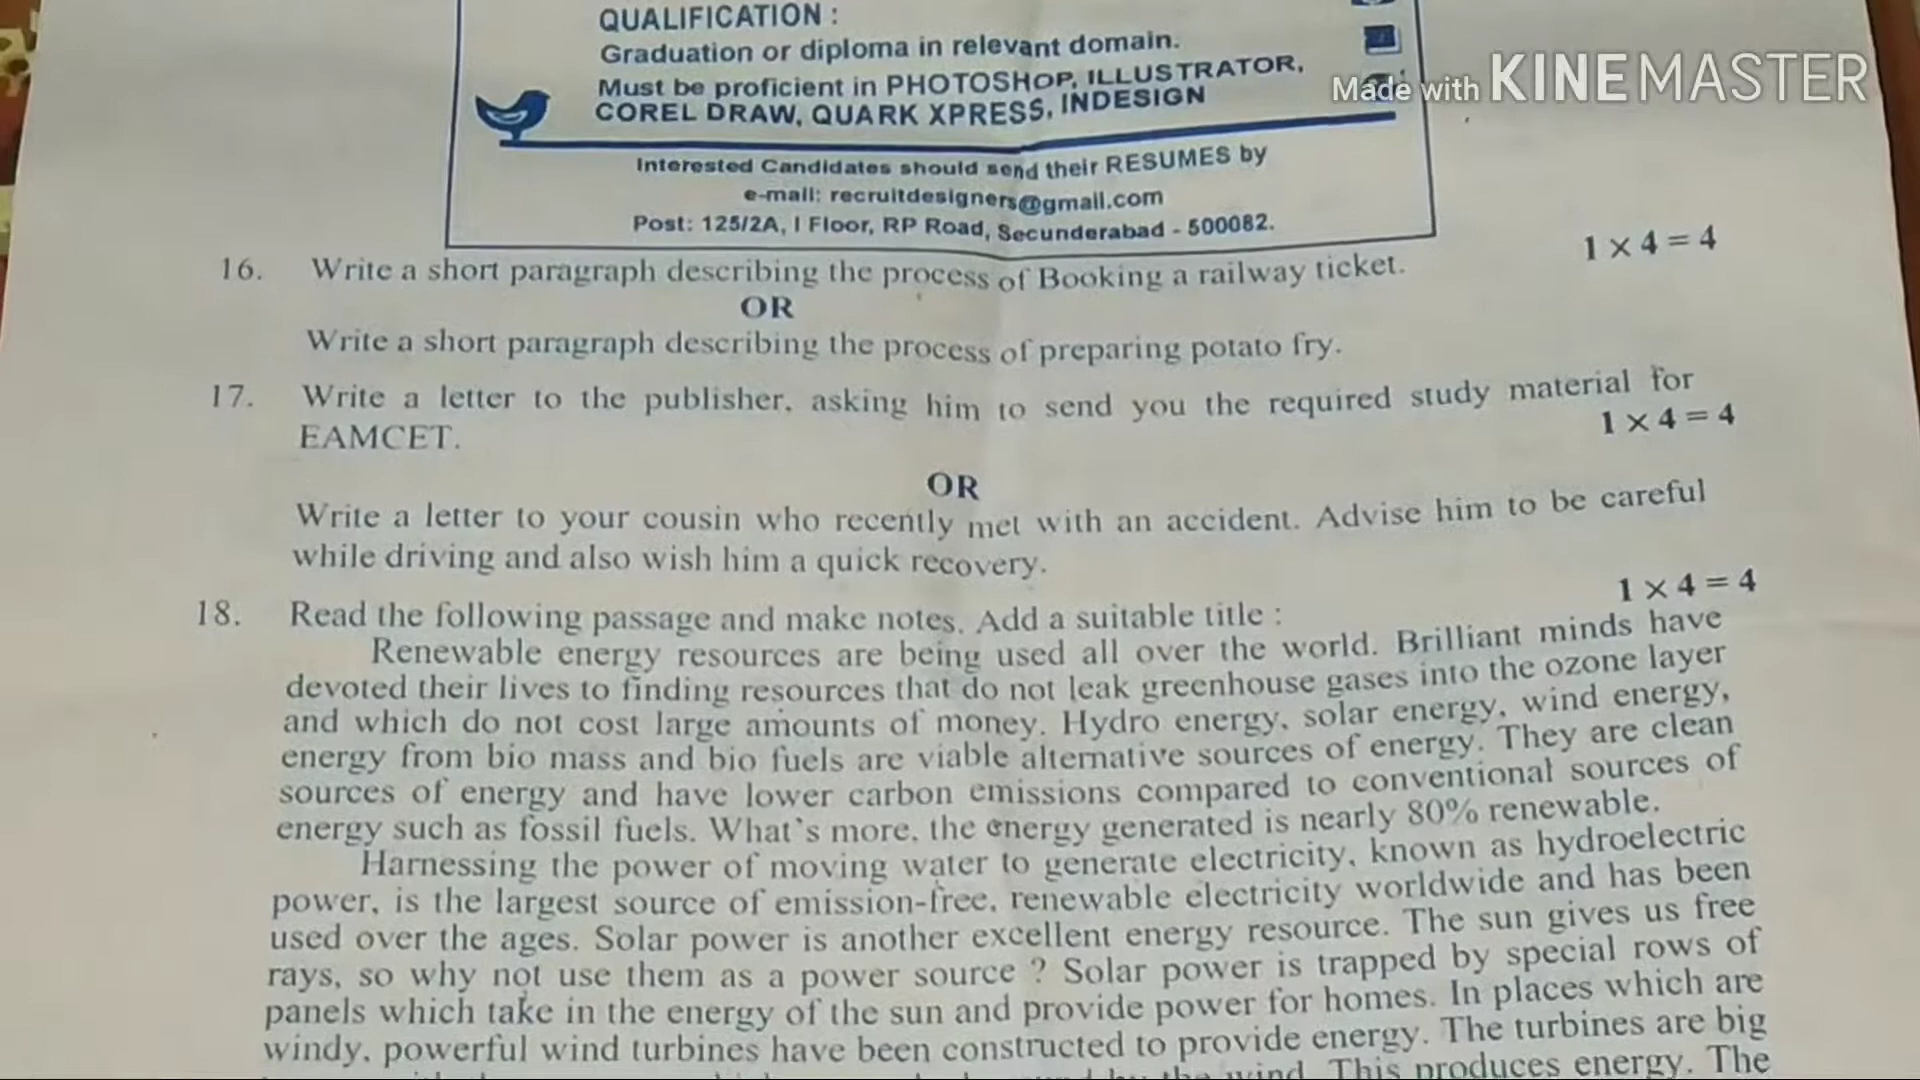 QUALIFICATION :
Graduation or diploma in relevant domain.
Must be proficient in PHOTOSHOP, ILLUSTRATOR,
COREL DRAW, QUARK XPRESS, INDESIGN
Made with KINEMASTER
Interested Candidates should send their RESUMES by
e-mail: recruitdesigners@gmail.com
Post: 125/2A, I Floor, RP Road, Secunderabad - 500082.
1 × 4 = 4
16. Write a short paragraph describing the process of Booking a railway ticket.
OR
Write a short paragraph describing the process of preparing potato fry.
17. Write a letter to the publisher, asking him to send you the required study material for
EAMCET.
1 × 4 = 4
OR
Write a letter to your cousin who recently met with an accident. Advise him to be careful
while driving and also wish him a quick recovery.
1 × 4 = 4
18. Read the following passage and make notes. Add a suitable title :
Renewable energy resources are being used all over the world. Brilliant minds have
devoted their lives to finding resources that do not leak greenhouse gases into the ozone layer
and which do not cost large amounts of money. Hydro energy, solar energy, wind energy,
energy from bio mass and bio fuels are viable alternative sources of energy. They are clean
sources of energy and have lower carbon emissions compared to conventional sources of
energy such as fossil fuels. What's more, the energy generated is nearly 80% renewable.
Harnessing the power of moving water to generate electricity, known as hydroelectric
power, is the largest source of emission-free, renewable electricity worldwide and has been
used over the ages. Solar power is another excellent energy resource. The sun gives us free
rays, so why not use them as a power source ? Solar power is trapped by special rows of
panels which take in the energy of the sun and provide power for homes. In places which are
windy, powerful wind turbines have been constructed to provide energy. The turbines are big
by the wind. This produces energy. The